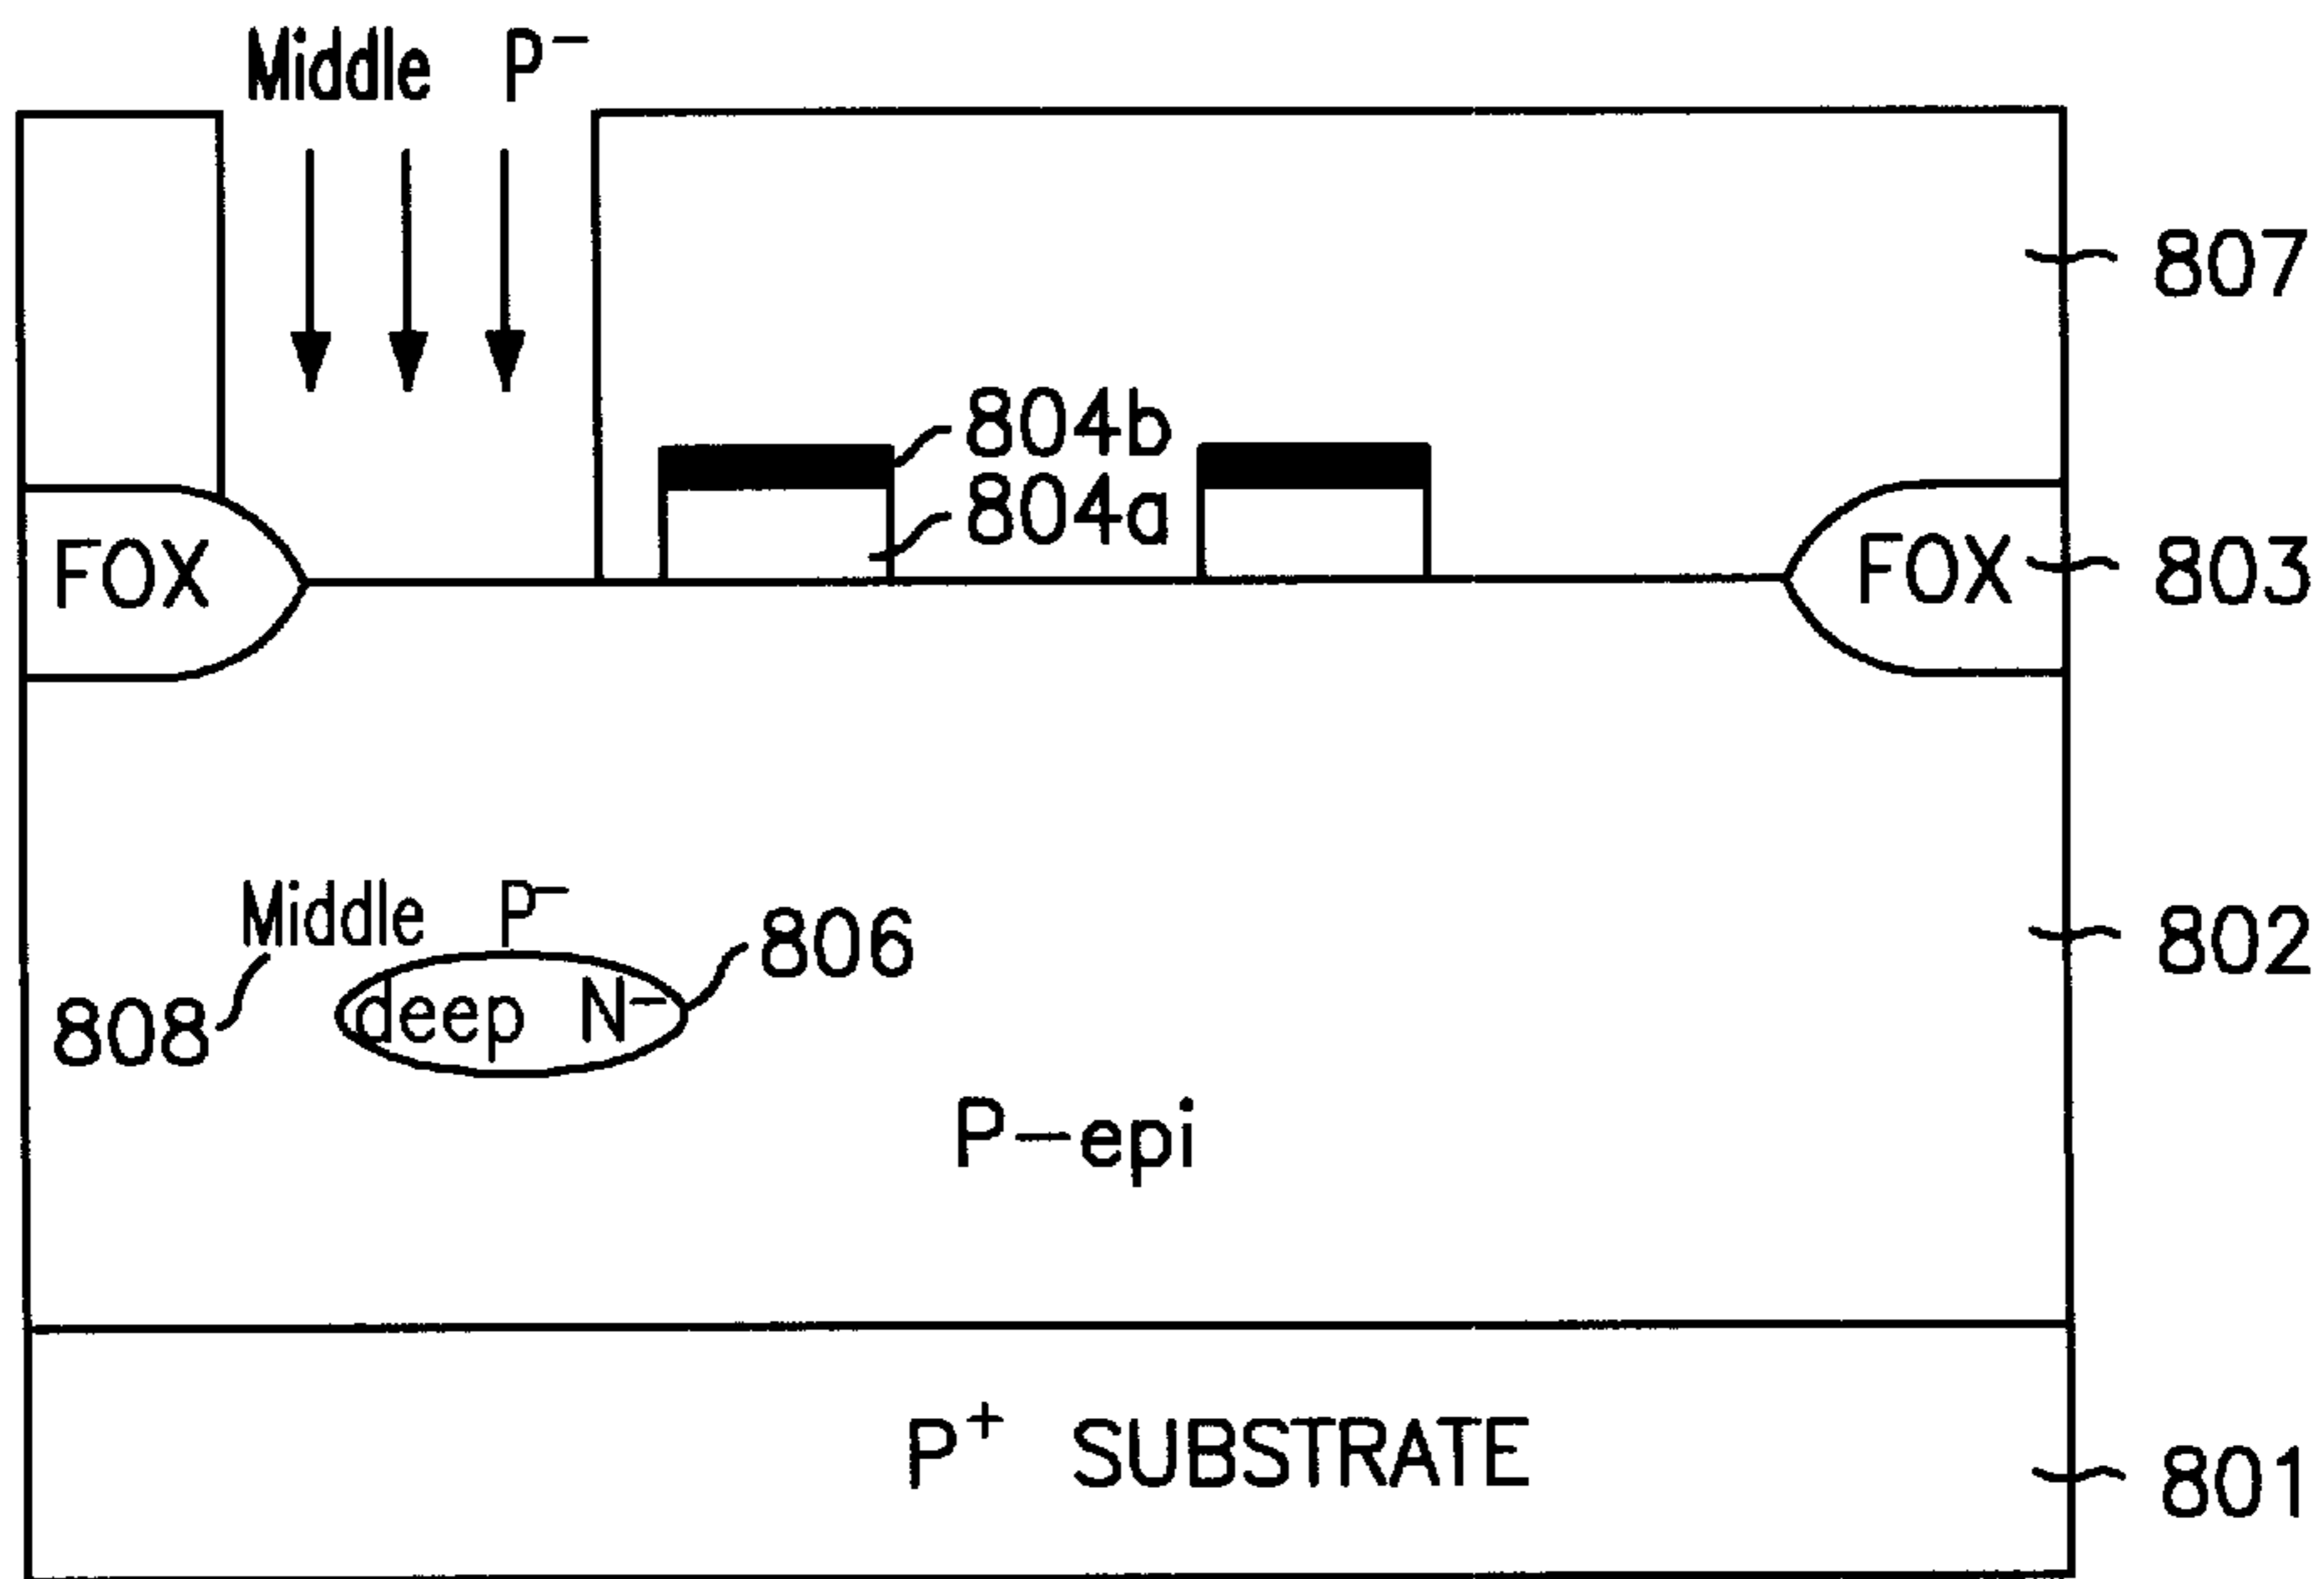 Middle P⁻
807
804b
804a
FOX
FOX
803
Middle P⁻
806
802
808
deep N⁻
P-epi
P⁺ SUBSTRATE
801